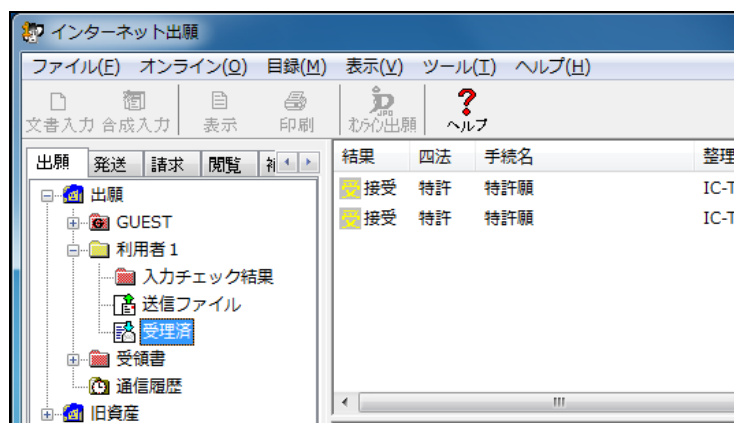 インターネット出願
ファイル(F) オンライン(O) 目録(M) 表示(V) ツール(T) ヘルプ(H)
文書入力 合成入力 表示 印刷 オンライン出願 ヘルプ
出願 発送 請求 閲覧
結果 四法 手続名 整理
受 接受 特許 特許願 IC-T
受 接受 特許 特許願 IC-T
出願
GUEST
利用者1
入力チェック結果
送信ファイル
受理済
受領書
通信履歴
旧資産